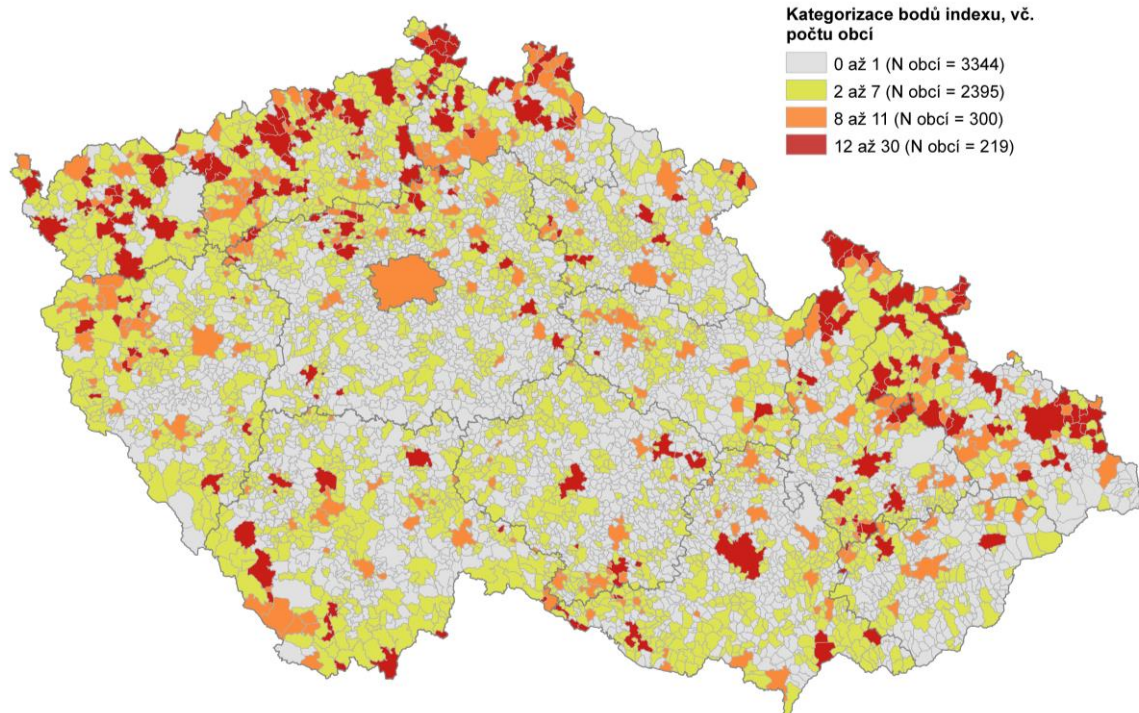 Kategorizace bodů indexu, vč.
počtu obcí
0 až 1 (N obcí = 3344)
2 až 7 (N obcí = 2395)
8 až 11 (N obcí = 300)
12 až 30 (N obcí = 219)